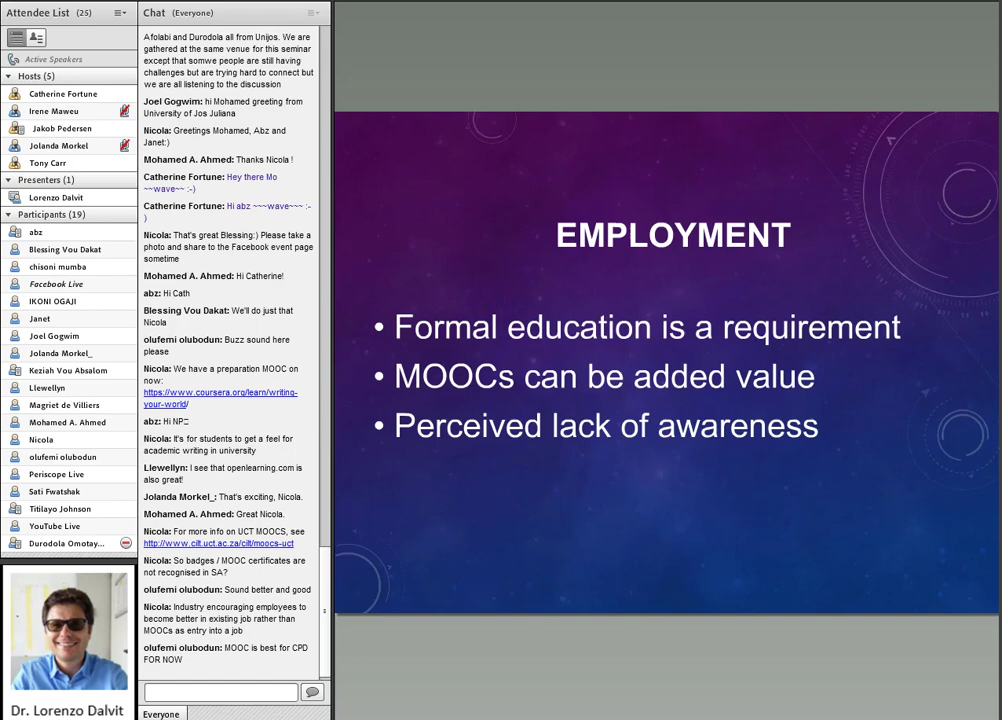 Attendee List (25)
Active Speakers
Hosts (5)
Catherine Fortune
Irene Maweu
Jakob Pedersen
Jolanda Morkel
Tony Carr
Presenters (1)
Lorenzo Dalvit
Participants (19)
abz
Blessing Vou Dakat
chisoni mumba
Facebook Live
IKONI OGAJI
Janet
Joel Gogwim
Jolanda Morkel_
Keziah Vou Absalom
Llewellyn
Magriet de Villiers
Mohamed A. Ahmed
Nicola
olufemi olubodun
Periscope Live
Sati Fwatshak
Titilayo Johnson
YouTube Live
Durodola Omotay...
Dr. Lorenzo Dalvit
Chat (Everyone)
Afolabi and Durodola all from Unijos. We are
gathered at the same venue for this seminar
except that somwe people are still having
challenges but are trying hard to connect but
we are all listening to the discussion
Joel Gogwim: hi Mohamed greeting from
University of Jos Juliana
Nicola: Greetings Mohamed, Abz and
Janet:)
Mohamed A. Ahmed: Thanks Nicola !
Catherine Fortune: Hey there Mo
~~wave~~ :-)
Catherine Fortune: Hi abz ~~~wave~~~ :-
)
Nicola: That's great Blessing:) Please take a
photo and share to the Facebook event page
sometime
Mohamed A. Ahmed: Hi Catherine!
abz: Hi Cath
Blessing Vou Dakat: We'll do just that
Nicola
olufemi olubodun: Buzz sound here
please
Nicola: We have a preparation MOOC on
now:
https://www.coursera.org/learn/writing-
your-world/
abz: Hi NP
Nicola: It's for students to get a feel for
academic writing in university
Llewellyn: I see that openlearning.com is
also great!
Jolanda Morkel_: That's exciting, Nicola.
Mohamed A. Ahmed: Great Nicola.
Nicola: For more info on UCT MOOCS, see
http://www.cilt.uct.ac.za/cilt/moocs-uct
Nicola: So badges / MOOC certificates are
not recognised in SA?
olufemi olubodun: Sound better and good
Nicola: Industry encouraging employees to
become better in existing job rather than
MOOCs as entry into a job
olufemi olubodun: MOOC is best for CPD
FOR NOW
Everyone
EMPLOYMENT
• Formal education is a requirement
• MOOCs can be added value
• Perceived lack of awareness